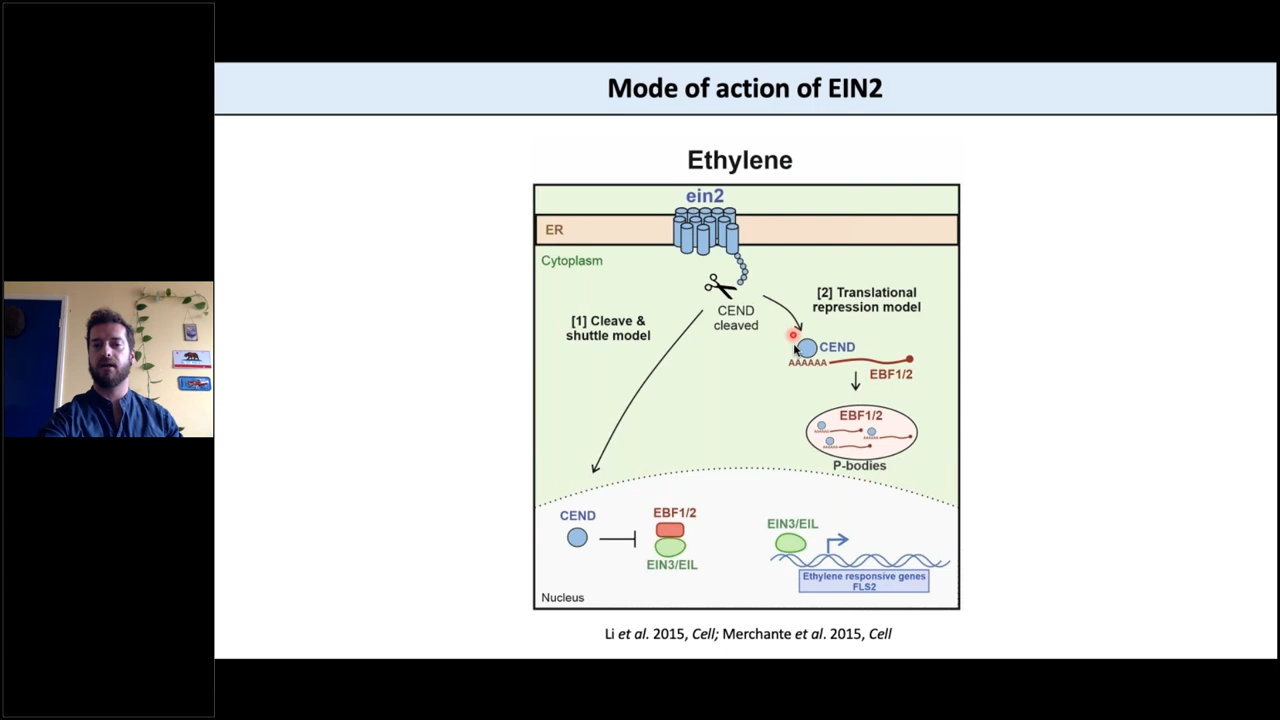 Mode of action of EIN2
Ethylene
ein2
ER
Cytoplasm
CEND
cleaved
[1] Cleave &
shuttle model
[2] Translational
repression model
CEND
AAAAAA
EBF1/2
EBF1/2
P-bodies
CEND
EBF1/2
EIN3/EIL
EIN3/EIL
Ethylene responsive genes
FLS2
Nucleus
Li et al. 2015, Cell; Merchante et al. 2015, Cell